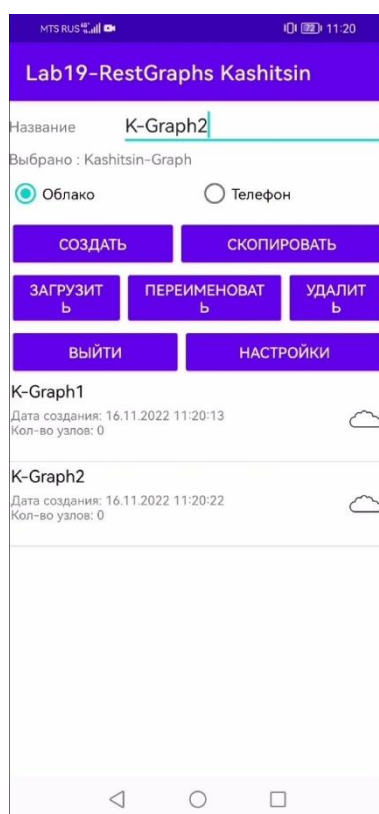 MTS RUS 11:20
Lab19-RestGraphs Kashitsin
Название K-Graph2
Выбрано : Kashitsin-Graph
Облако Телефон
СОЗДАТЬ СКОПИРОВАТЬ
ЗАГРУЗИТ ПЕРЕИМЕНОВАТ УДАЛИТ
Ь Ь Ь
ВЫЙТИ НАСТРОЙКИ
K-Graph1
Дата создания: 16.11.2022 11:20:13
Кол-во узлов: 0
K-Graph2
Дата создания: 16.11.2022 11:20:22
Кол-во узлов: 0